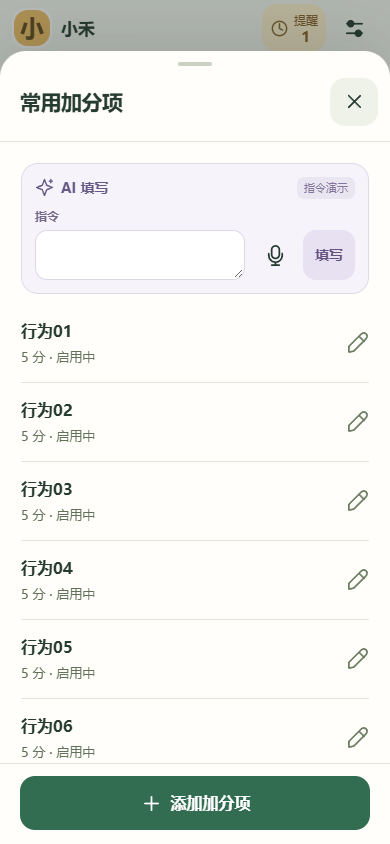 小 小禾 提醒
1
常用加分项
AI 填写 指令演示
指令
填写
行为01
5 分 · 启用中
行为02
5 分 · 启用中
行为03
5 分 · 启用中
行为04
5 分 · 启用中
行为05
5 分 · 启用中
行为06
5 分 · 启用中
添加加分项